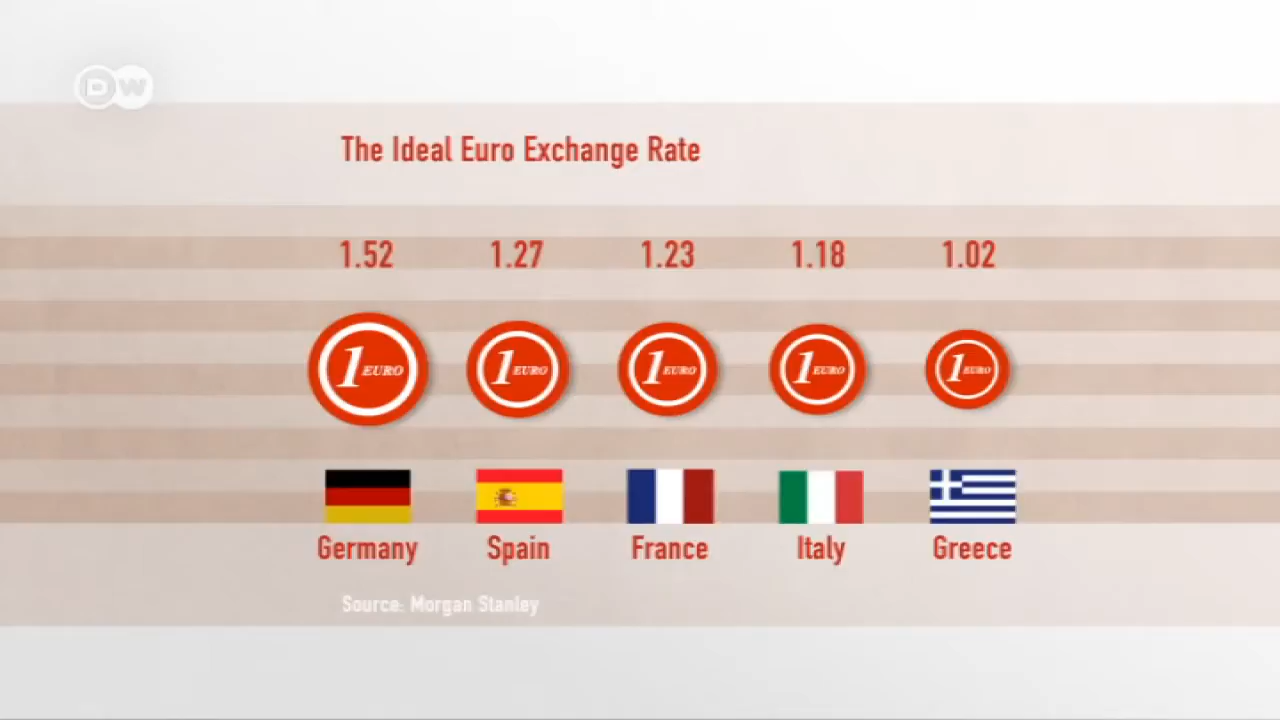 DW
The Ideal Euro Exchange Rate
1.52 1.27 1.23 1.18 1.02
1 EURO 1 EURO 1 EURO 1 EURO 1 EURO
Germany Spain France Italy Greece
Source: Morgan Stanley